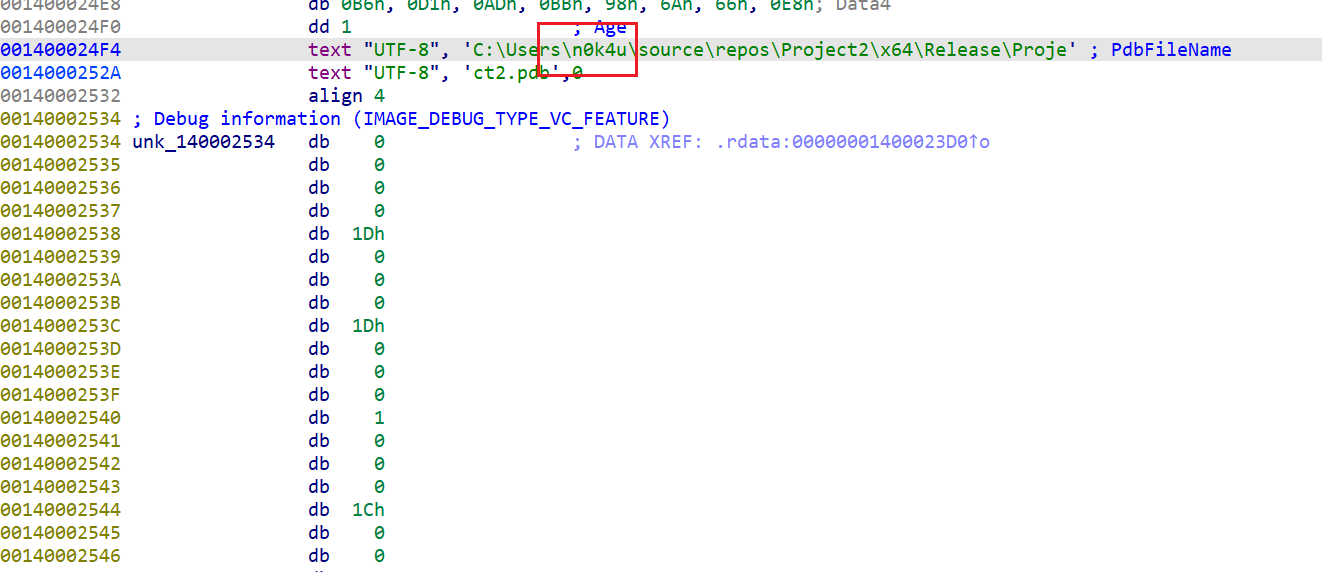 001400024E8 db 0B6h, 0D1h, 0ADh, 0BBh, 98h, 6Ah, 66h, 0E8h; Data4
001400024F0 dd 1 ; Age
001400024F4 text "UTF-8", 'C:\Users\n0k4u\source\repos\Project2\x64\Release\Proje' ; PdbFileName
0014000252A text "UTF-8", 'ct2.pdb',0
00140002532 align 4
00140002534 ; Debug information (IMAGE_DEBUG_TYPE_VC_FEATURE)
00140002534 unk_140002534 db 0 ; DATA XREF: .rdata:00000001400023D0↑o
00140002535 db 0
00140002536 db 0
00140002537 db 0
00140002538 db 1Dh
00140002539 db 0
0014000253A db 0
0014000253B db 0
0014000253C db 1Dh
0014000253D db 0
0014000253E db 0
0014000253F db 0
00140002540 db 1
00140002541 db 0
00140002542 db 0
00140002543 db 0
00140002544 db 1Ch
00140002545 db 0
00140002546 db 0